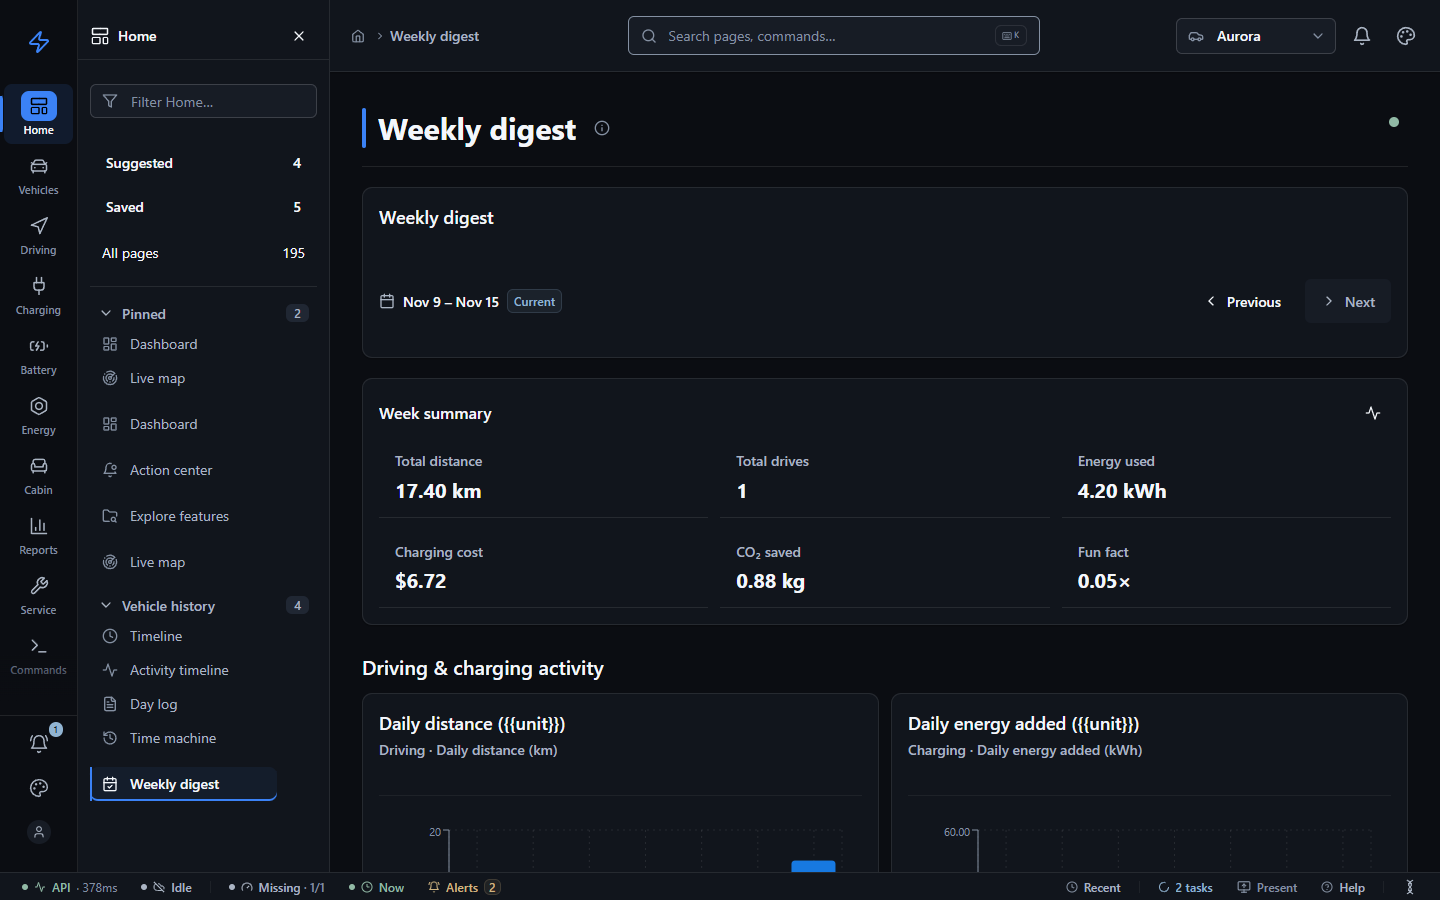 Home
Vehicles
Driving
Charging
Battery
Energy
Cabin
Reports
Service
Commands
1
Home
Filter Home...
Suggested 4
Saved 5
All pages 195
Pinned 2
Dashboard
Live map
Dashboard
Action center
Explore features
Live map
Vehicle history 4
Timeline
Activity timeline
Day log
Time machine
Weekly digest
Weekly digest
Search pages, commands...
K
Aurora
Weekly digest
Weekly digest
Nov 9 – Nov 15 Current
Previous
Next
Week summary
Total distance
17.40 km
Total drives
1
Energy used
4.20 kWh
Charging cost
$6.72
CO₂ saved
0.88 kg
Fun fact
0.05×
Driving & charging activity
Daily distance ({{unit}})
Driving · Daily distance (km)
20
Daily energy added ({{unit}})
Charging · Daily energy added (kWh)
60.00
API · 378ms
Idle
Missing · 1/1
Now
Alerts 2
Recent
2 tasks
Present
Help